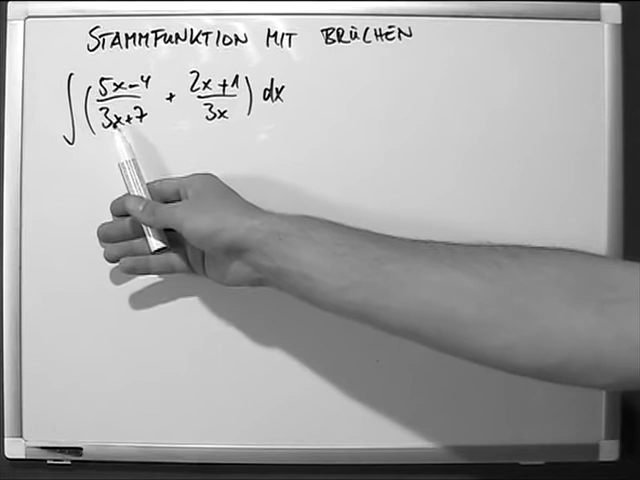 STAMMFUNKTION MIT BRÜCHEN
∫ ( (5x-4)/(3x+7) + (2x+1)/(3x) ) dx